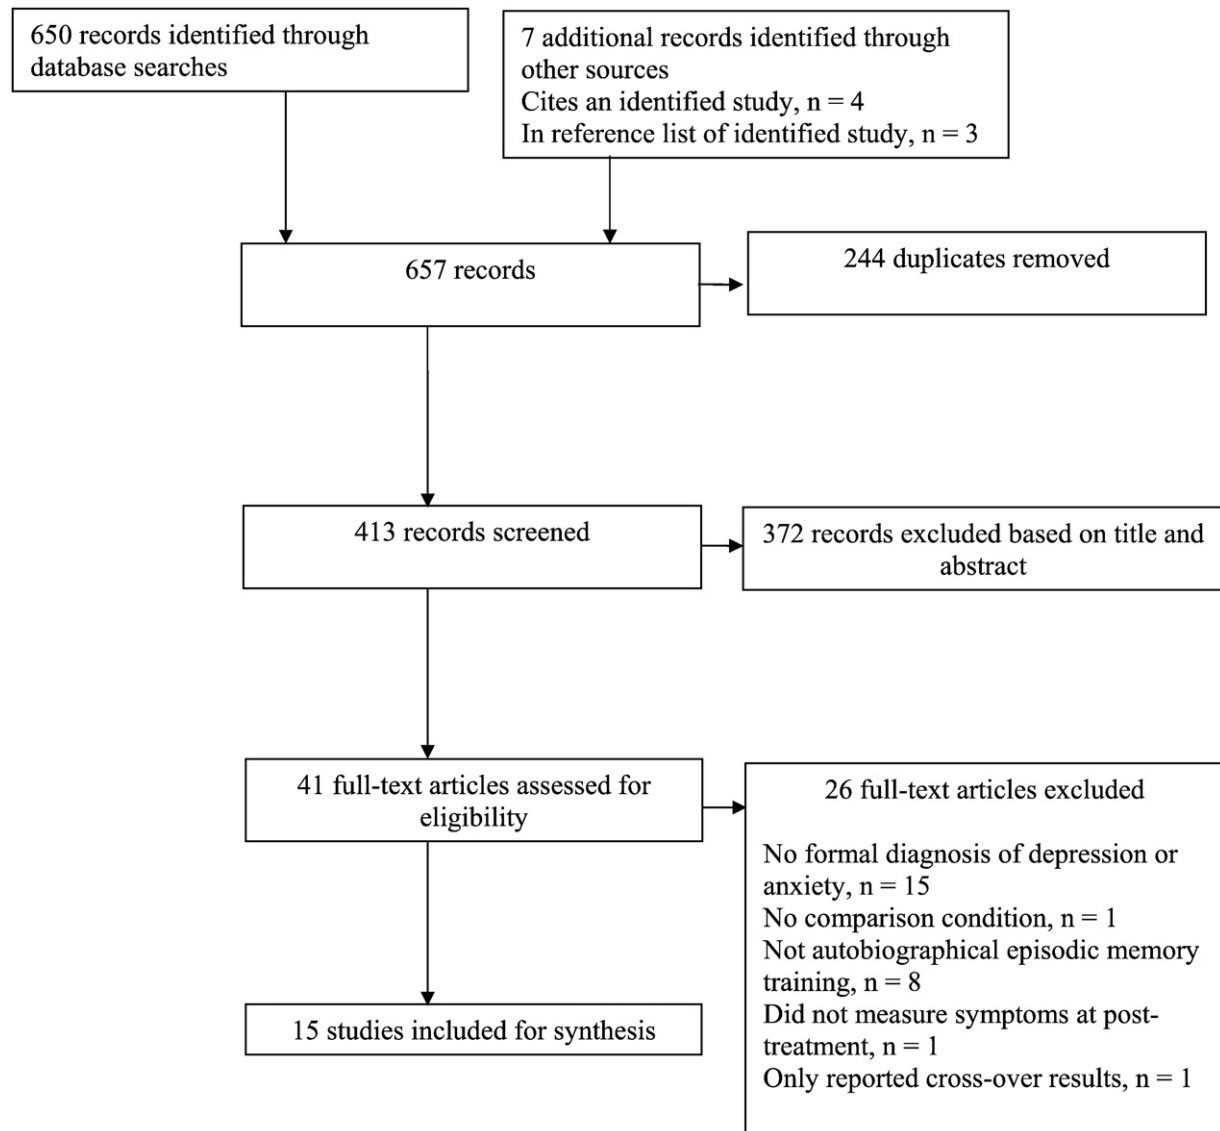 650 records identified through
database searches
7 additional records identified through
other sources
Cites an identified study, n = 4
In reference list of identified study, n = 3
657 records
244 duplicates removed
413 records screened
372 records excluded based on title and
abstract
41 full-text articles assessed for
eligibility
26 full-text articles excluded
No formal diagnosis of depression or
anxiety, n = 15
No comparison condition, n = 1
Not autobiographical episodic memory
training, n = 8
Did not measure symptoms at post-
treatment, n = 1
Only reported cross-over results, n = 1
15 studies included for synthesis